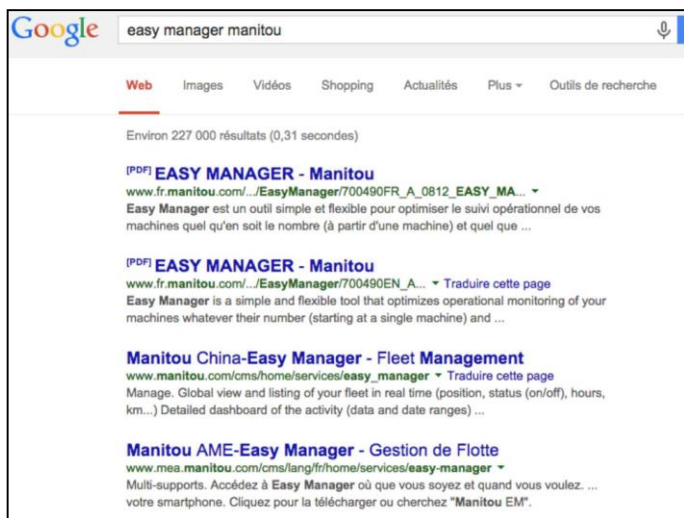 Google easy manager manitou
Web Images Vidéos Shopping Actualités Plus Outils de recherche
Environ 227 000 résultats (0,31 secondes)
[PDF] EASY MANAGER - Manitou
www.fr.manitou.com/.../EasyManager/700490FR_A_0812_EASY_MA...
Easy Manager est un outil simple et flexible pour optimiser le suivi opérationnel de vos
machines quel qu'en soit le nombre (à partir d'une machine) et quel que ...
[PDF] EASY MANAGER - Manitou
www.fr.manitou.com/.../EasyManager/700490EN_A... Traduire cette page
Easy Manager is a simple and flexible tool that optimizes operational monitoring of your
machines whatever their number (starting at a single machine) and ...
Manitou China-Easy Manager - Fleet Management
www.manitou.com/cms/home/services/easy_manager Traduire cette page
Manage. Global view and listing of your fleet in real time (position, status (on/off), hours,
km...) Detailed dashboard of the activity (data and date ranges) ...
Manitou AME-Easy Manager - Gestion de Flotte
www.mea.manitou.com/cms/lang/fr/home/services/easy-manager
Multi-supports. Accédez à Easy Manager où que vous soyez et quand vous voulez. ...
votre smartphone. Cliquez pour la télécharger ou cherchez "Manitou EM".